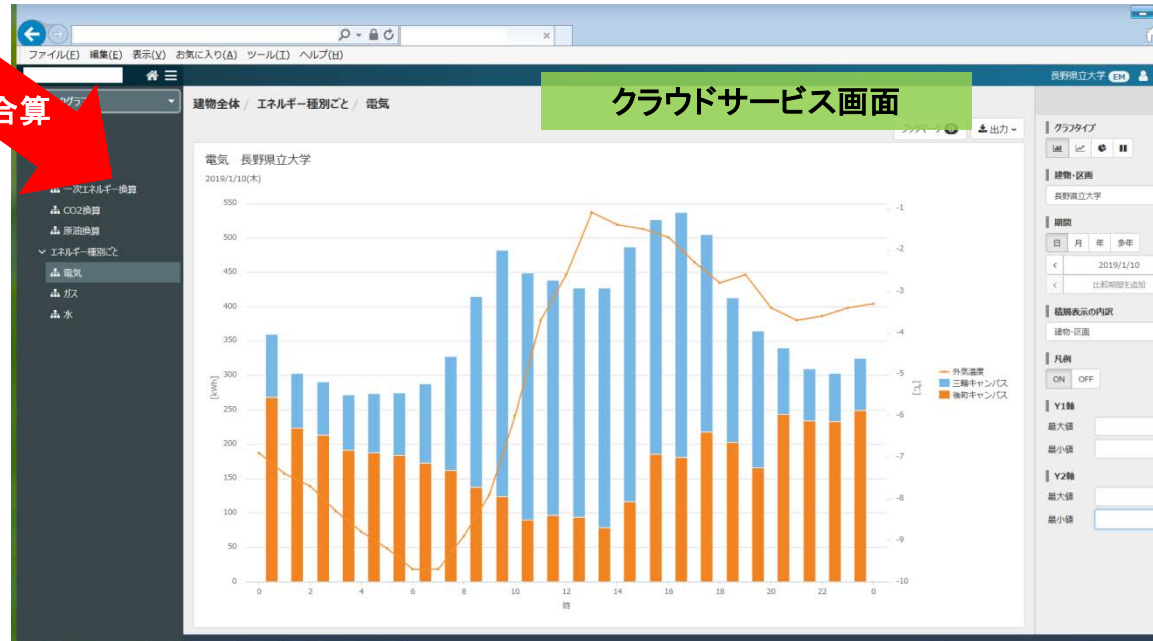 ファイル(F) 編集(E) 表示(V) お気に入り(A) ツール(T) ヘルプ(H)
長野県立大学 EM
合算
クラウドサービス画面
建物全体 / エネルギー種別ごと / 電気
出力
一次エネルギー換算
CO2換算
原油換算
エネルギー種別ごと
電気
ガス
水
電気 長野県立大学
2019/1/10(木)
550
500
450
400
350
300
250
200
150
100
50
0
[kWh]
-1
-2
-3
-4
-5
-6
-7
-8
-9
-10
[℃]
0 2 4 6 8 10 12 14 16 18 20 22 0
時
外気温度
三輪キャンパス
後町キャンパス
グラフタイプ
建物・区画
長野県立大学
期間
日 月 年 多年
< 2019/1/10
< 比較期間を追加
積層表示の内訳
建物・区画
凡例
ON OFF
Y1軸
最大値
最小値
Y2軸
最大値
最小値